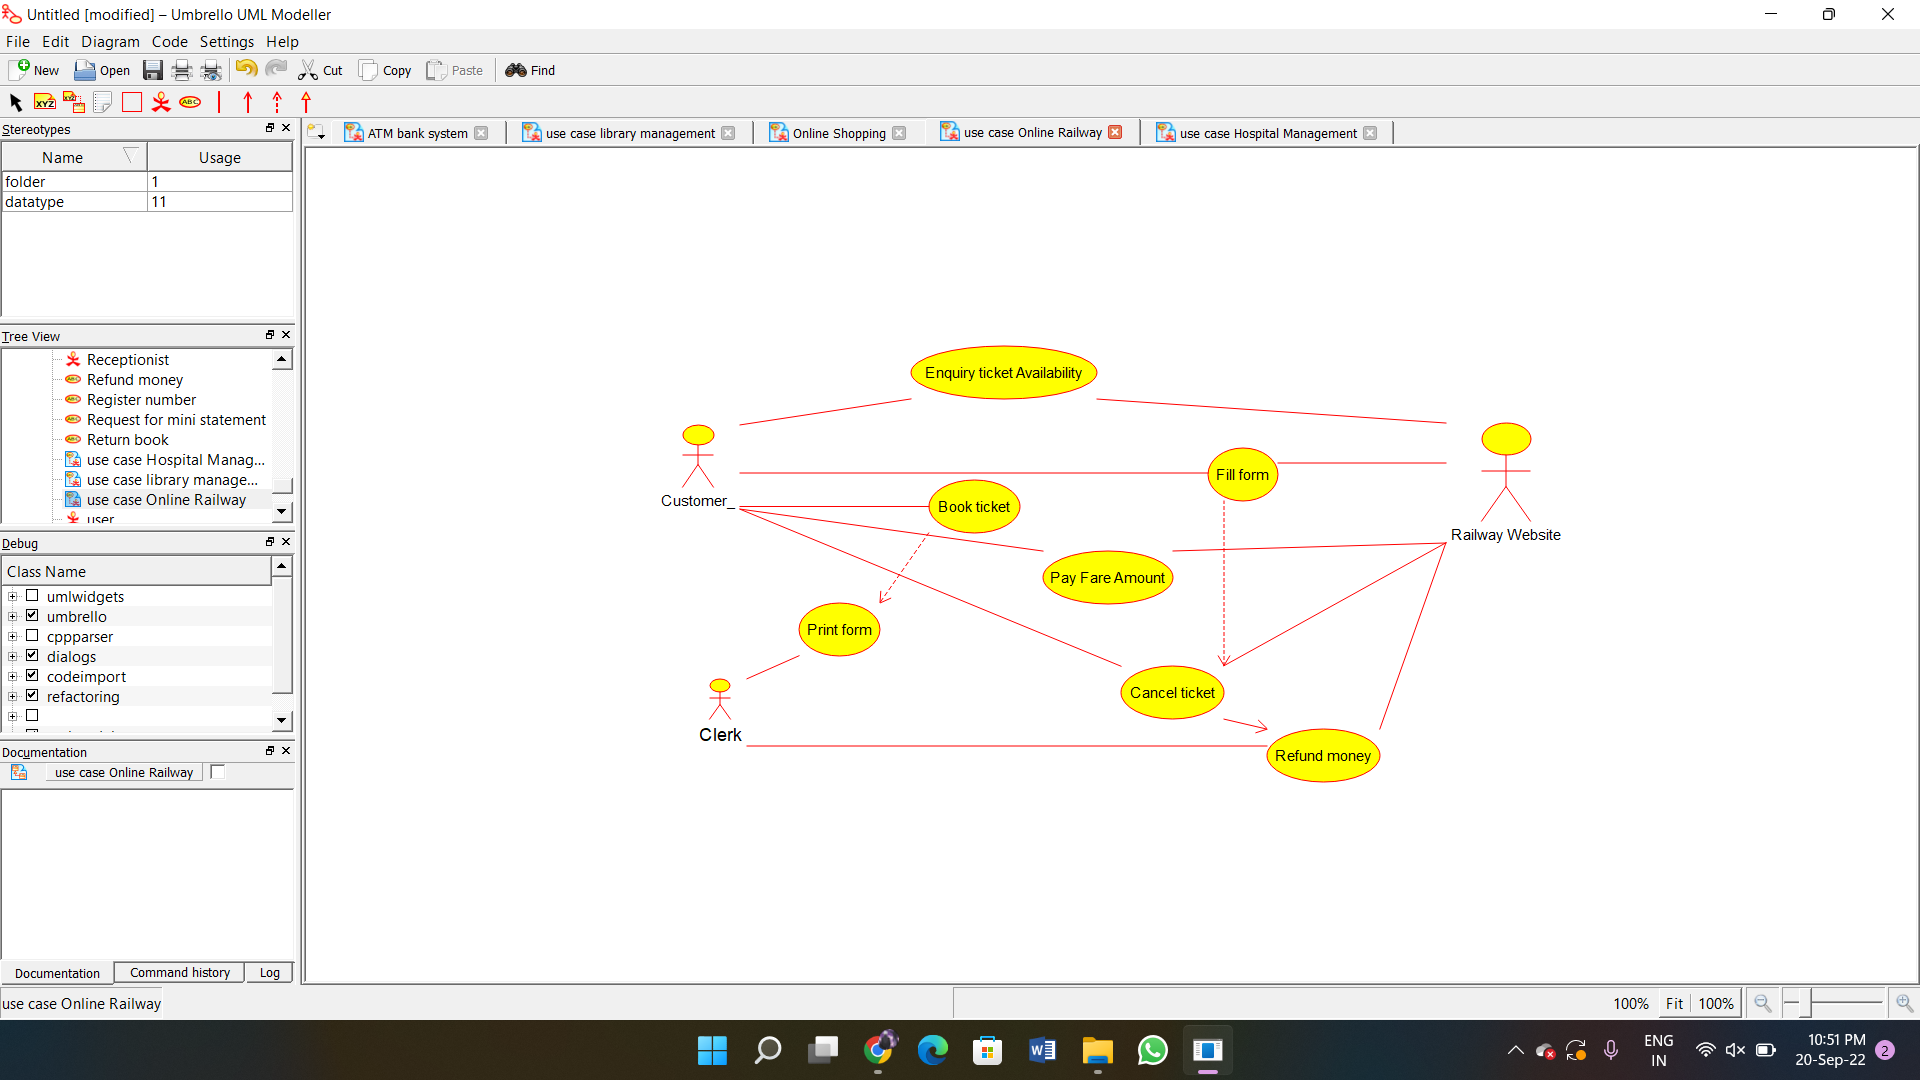 Untitled [modified] – Umbrello UML Modeller
File Edit Diagram Code Settings Help
New Open Cut Copy Paste Find
XYZ XYZ ABC
Stereotypes
Name Usage
folder 1
datatype 11
Tree View
Receptionist
Refund money
Register number
Request for mini statement
Return book
use case Hospital Manag...
use case library manage...
use case Online Railway
user
Debug
Class Name
umlwidgets
umbrello
cppparser
dialogs
codeimport
refactoring
Documentation
use case Online Railway
Documentation Command history Log
ATM bank system use case library management Online Shopping use case Online Railway use case Hospital Management
Enquiry ticket Availability
Customer_
Fill form
Book ticket
Railway Website
Pay Fare Amount
Print form
Cancel ticket
Clerk
Refund money
use case Online Railway
100% Fit 100%
ENG
IN
10:51 PM
20-Sep-22
2